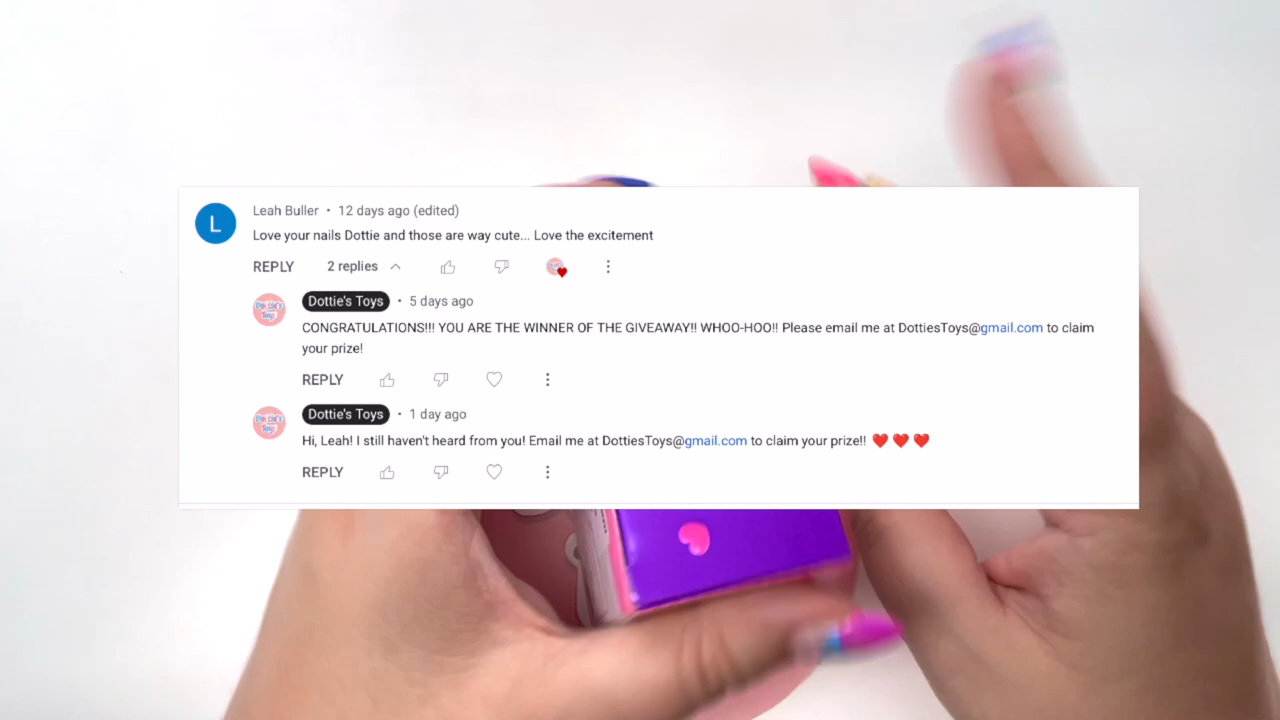 L
Leah Buller • 12 days ago (edited)
Love your nails Dottie and those are way cute... Love the excitement
REPLY 2 replies
Dottie's Toys • 5 days ago
CONGRATULATIONS!!! YOU ARE THE WINNER OF THE GIVEAWAY!! WHOO-HOO!! Please email me at DottiesToys@gmail.com to claim
your prize!
REPLY
Dottie's Toys • 1 day ago
Hi, Leah! I still haven't heard from you! Email me at DottiesToys@gmail.com to claim your prize!! ❤️ ❤️ ❤️
REPLY